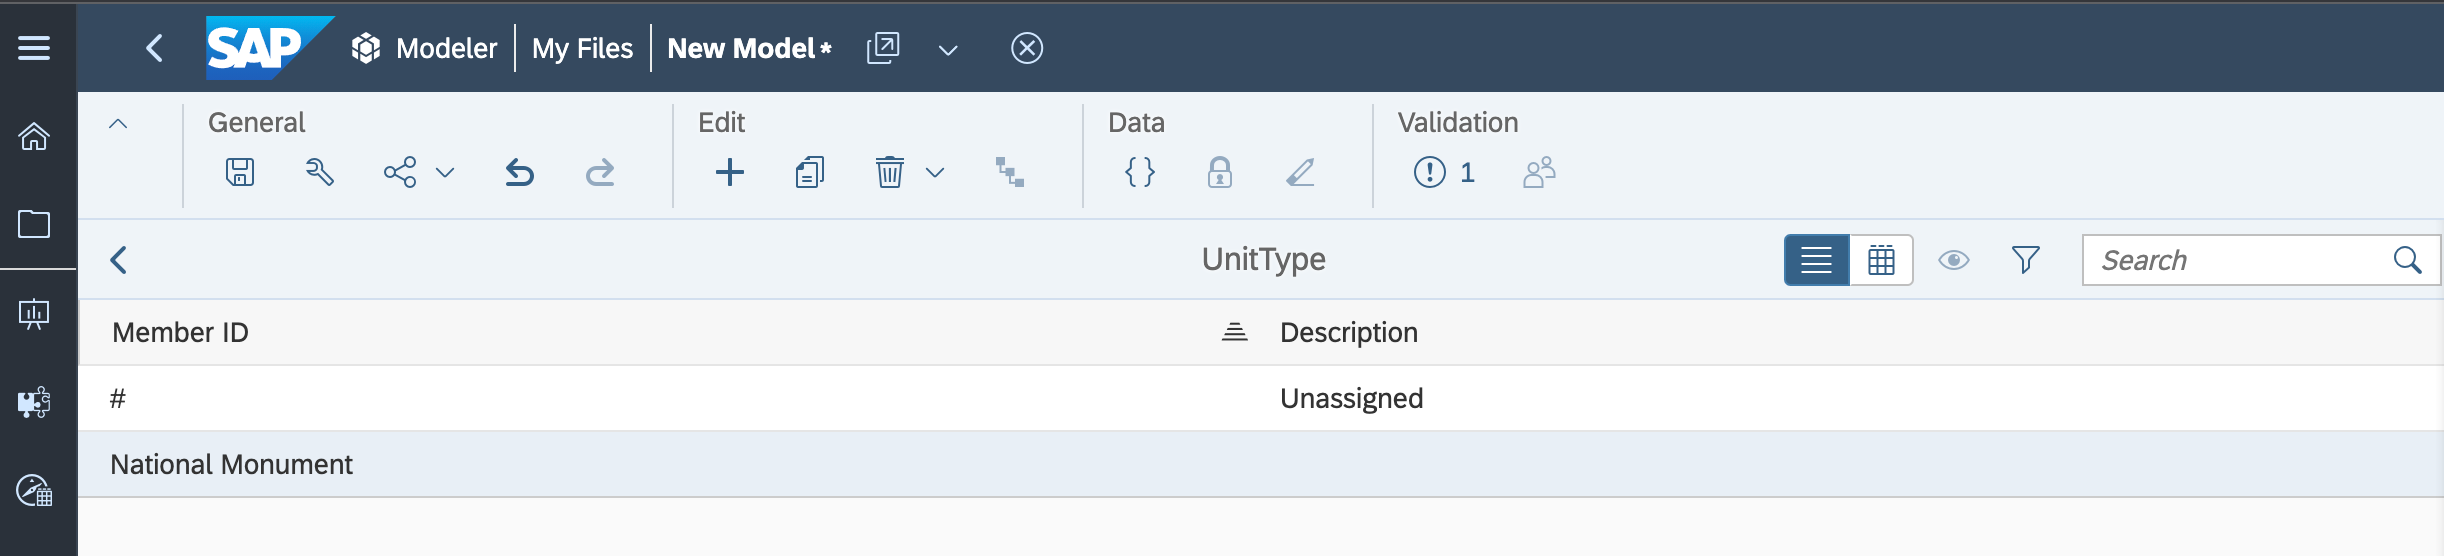 SAP Modeler My Files New Model*
General Edit Data Validation
1
UnitType
Search
Member ID Description
# Unassigned
National Monument